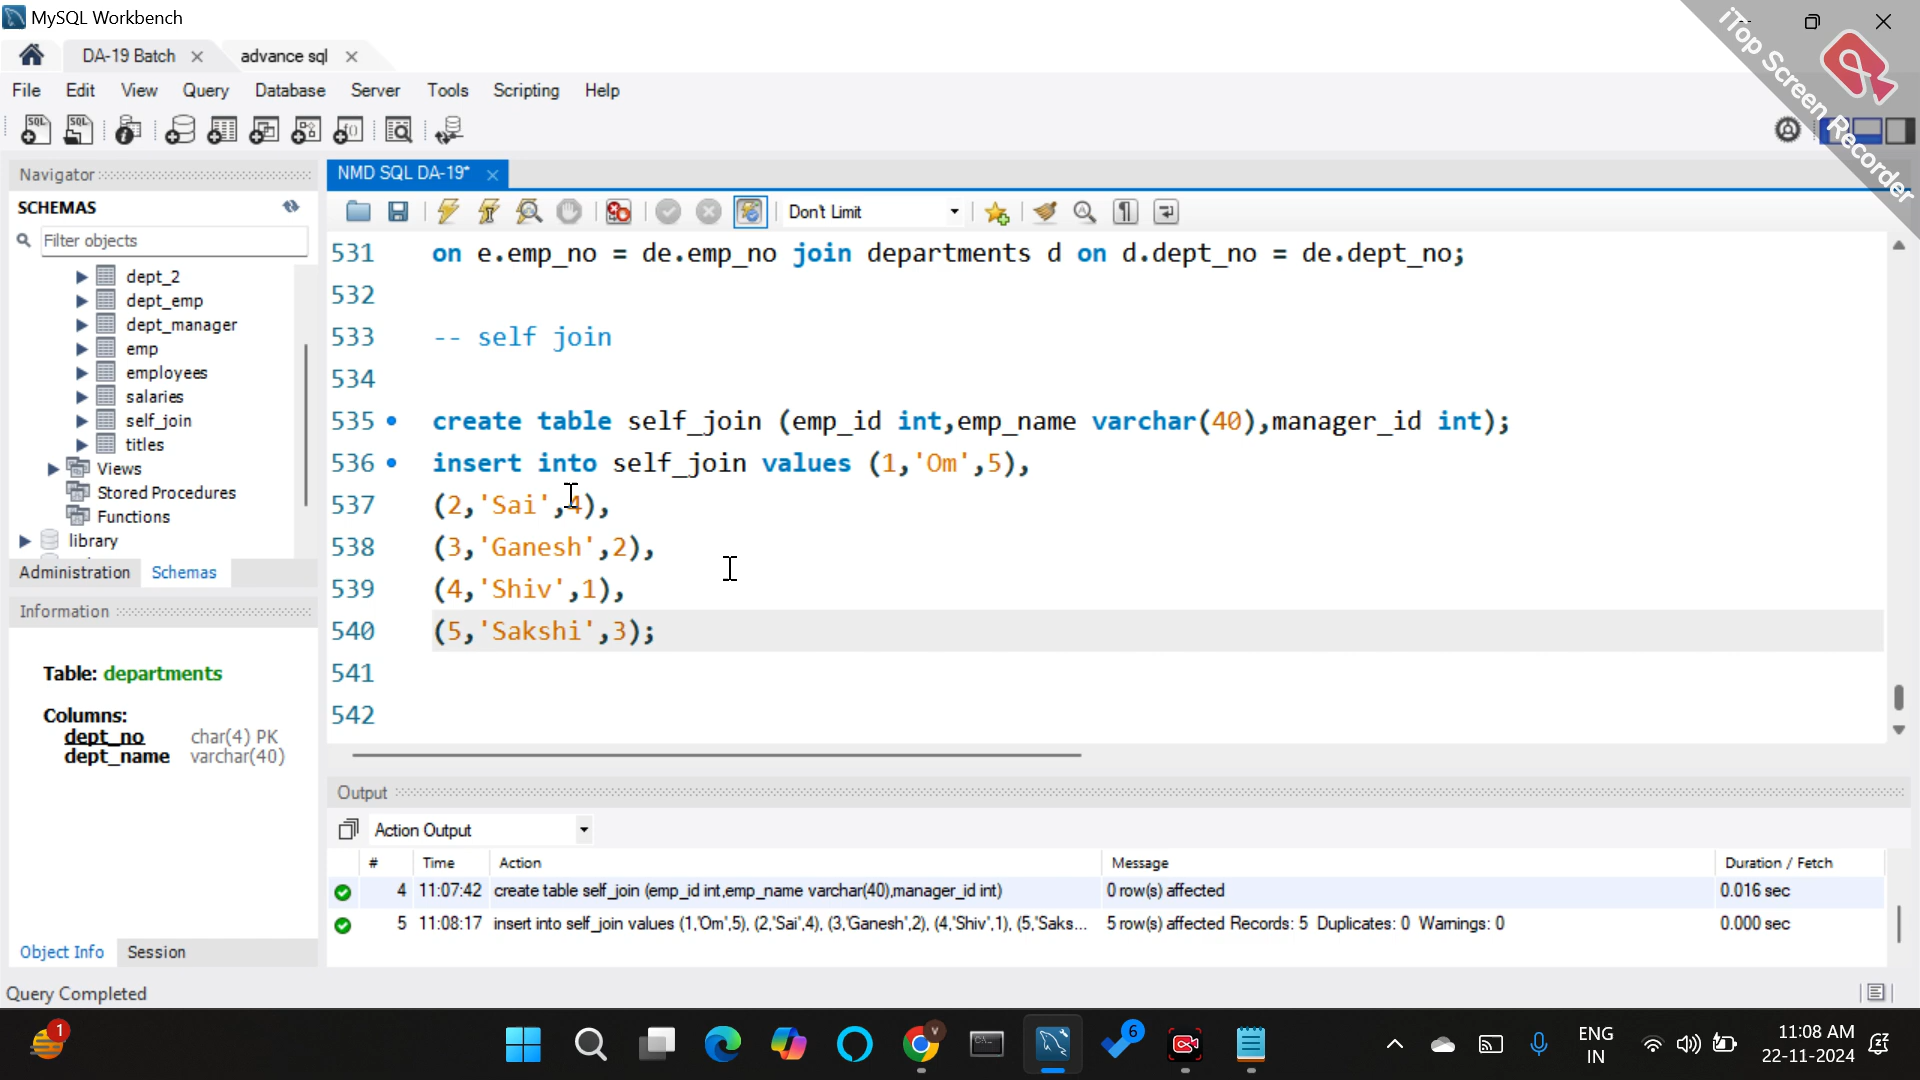 MySQL Workbench
iTop Screen Recorder
DA-19 Batch
advance sql
File Edit View Query Database Server Tools Scripting Help
Navigator
NMD SQL DA-19*
SCHEMAS
Don't Limit
Filter objects
dept_2
dept_emp
dept_manager
emp
employees
salaries
self_join
titles
Views
Stored Procedures
Functions
library
Administration Schemas
Information
Table: departments
Columns:
dept_no char(4) PK
dept_name varchar(40)
Object Info Session
531 on e.emp_no = de.emp_no join departments d on d.dept_no = de.dept_no;
532
533 -- self join
534
535 create table self_join (emp_id int,emp_name varchar(40),manager_id int);
536 insert into self_join values (1,'Om',5),
537 (2,'Sai',4),
538 (3,'Ganesh',2),
539 (4,'Shiv',1),
540 (5,'Sakshi',3);
541
542
Output
Action Output
# Time Action Message Duration / Fetch
4 11:07:42 create table self_join (emp_id int,emp_name varchar(40),manager_id int) 0 row(s) affected 0.016 sec
5 11:08:17 insert into self_join values (1,'Om',5), (2,'Sai',4), (3,'Ganesh',2), (4,'Shiv',1), (5,'Saks... 5 row(s) affected Records: 5 Duplicates: 0 Warnings: 0 0.000 sec
Query Completed
1
6
ENG
IN
11:08 AM
22-11-2024